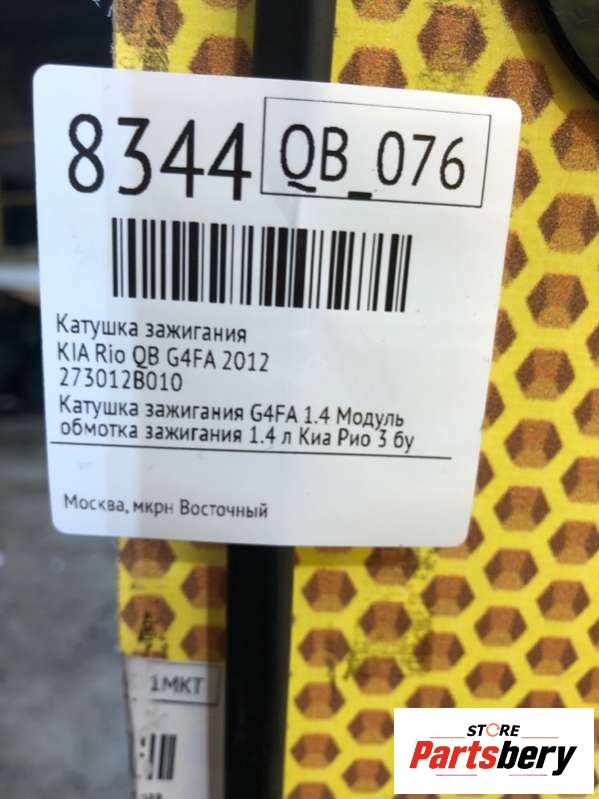 8344 QB_076
Катушка зажигания
KIA Rio QB G4FA 2012
273012B010
Катушка зажигания G4FA 1.4 Модуль
обмотка зажигания 1.4 л Киа Рио 3 бу
Москва, мкрн Восточный
1МКТ
STORE
Partsbery